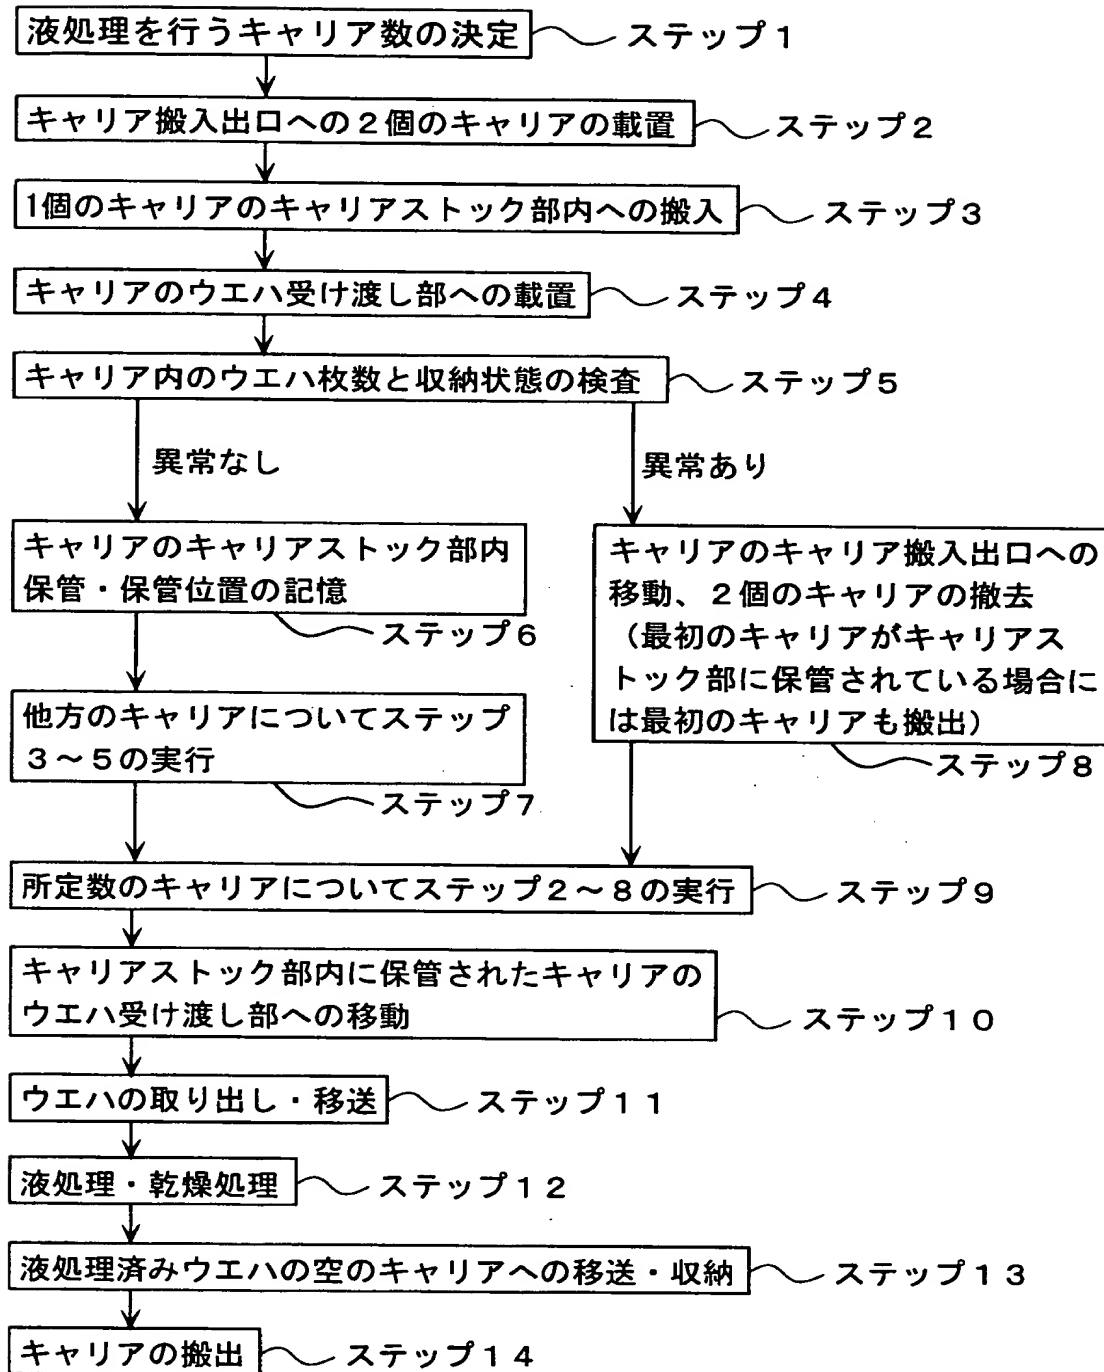 液処理を行うキャリア数の決定 ステップ1
キャリア搬入出口への2個のキャリアの載置 ステップ2
1個のキャリアのキャリアストック部内への搬入 ステップ3
キャリアのウエハ受け渡し部への載置 ステップ4
キャリア内のウエハ枚数と収納状態の検査 ステップ5
異常なし
異常あり
キャリアのキャリアストック部内
保管・保管位置の記憶
ステップ6
他方のキャリアについてステップ
3～5の実行
ステップ7
キャリアのキャリア搬入出口への
移動、2個のキャリアの撤去
（最初のキャリアがキャリアス
トック部に保管されている場合に
は最初のキャリアも搬出）
ステップ8
所定数のキャリアについてステップ2～8の実行 ステップ9
キャリアストック部内に保管されたキャリアの
ウエハ受け渡し部への移動
ステップ10
ウエハの取り出し・移送 ステップ11
液処理・乾燥処理 ステップ12
液処理済みウエハの空のキャリアへの移送・収納 ステップ13
キャリアの搬出 ステップ14